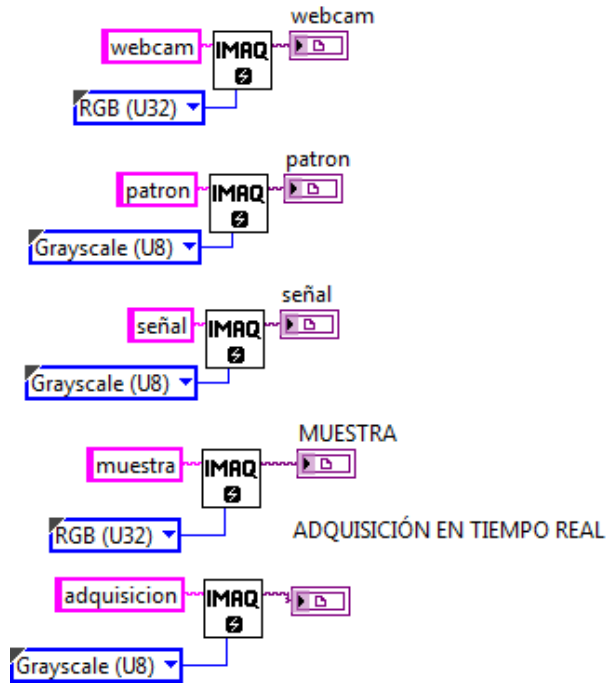 webcam
webcam
IMAQ
RGB (U32)
patron
patron
IMAQ
Grayscale (U8)
señal
señal
IMAQ
Grayscale (U8)
MUESTRA
muestra
IMAQ
RGB (U32)
ADQUISICIÓN EN TIEMPO REAL
adquisicion
IMAQ
Grayscale (U8)